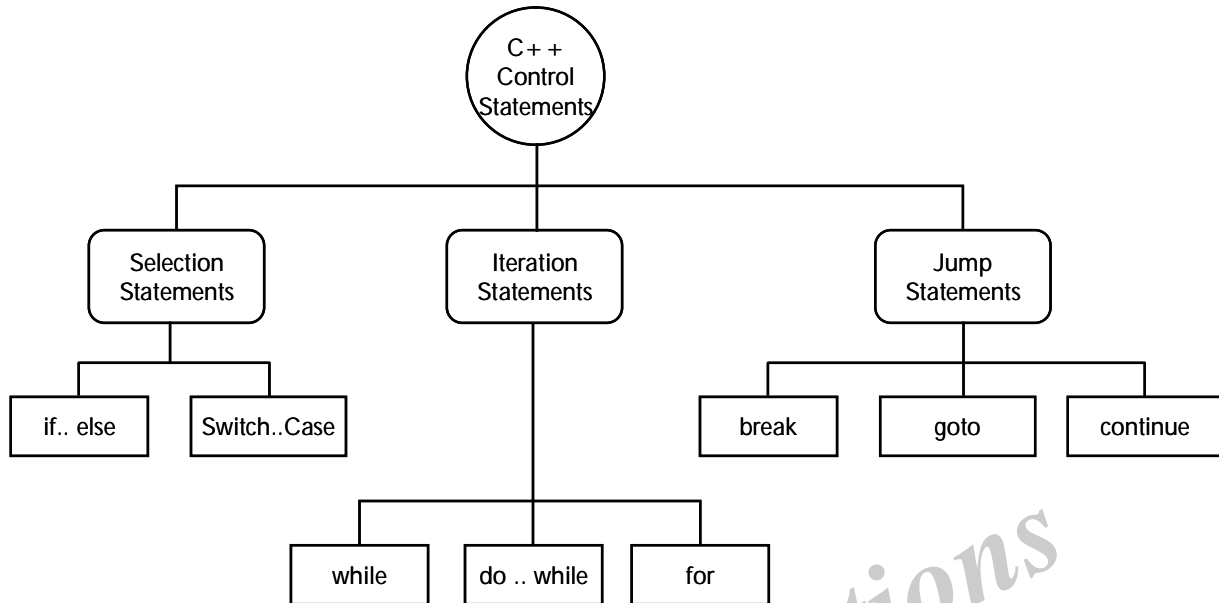 C++
Control
Statements
Selection
Statements
Iteration
Statements
Jump
Statements
if.. else
Switch..Case
break
goto
continue
while
do .. while
for